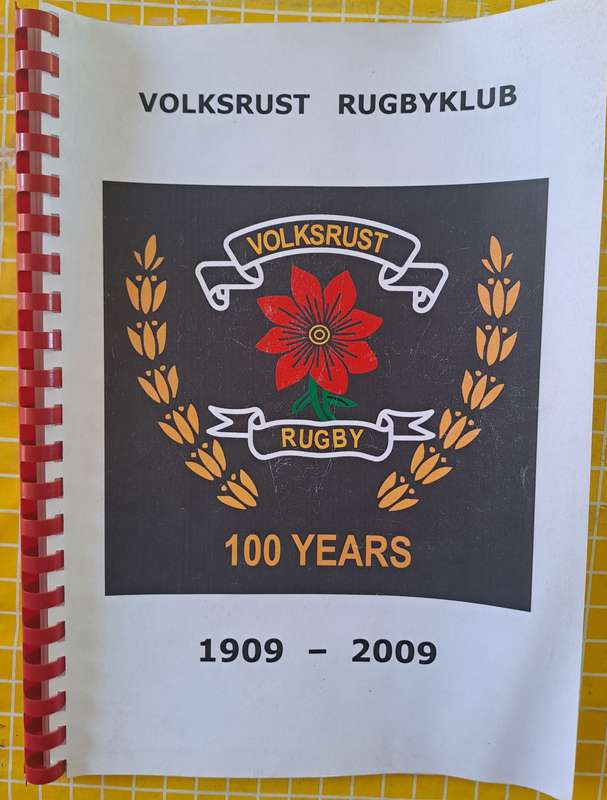 VOLKSRUST RUGBYKLUB
VOLKSRUST
RUGBY
100 YEARS
1909 – 2009